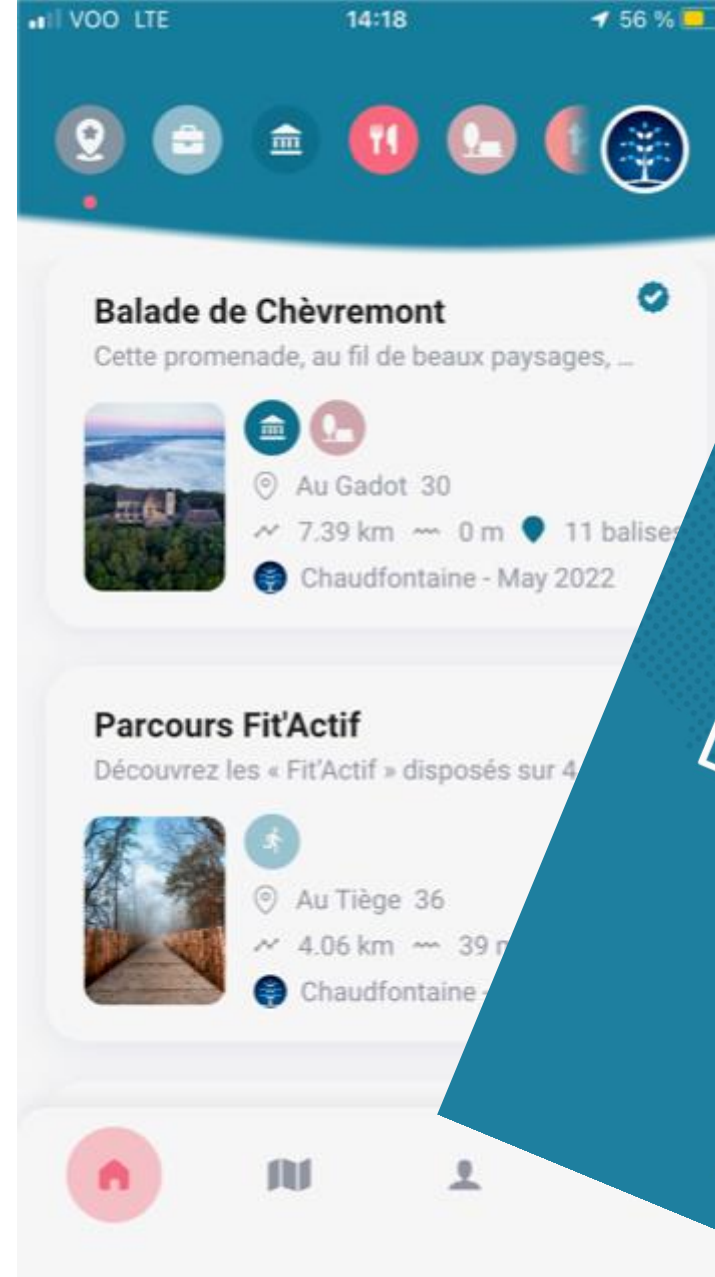 VOO LTE 14:18 56 %
Balade de Chèvremont
Cette promenade, au fil de beaux paysages, ...
Au Gadot 30
7.39 km 0 m 11 balises
Chaudfontaine - May 2022
Parcours Fit'Actif
Découvrez les « Fit'Actif » disposés sur 4
Au Tiège 36
4.06 km 39 m
Chaudfontaine -